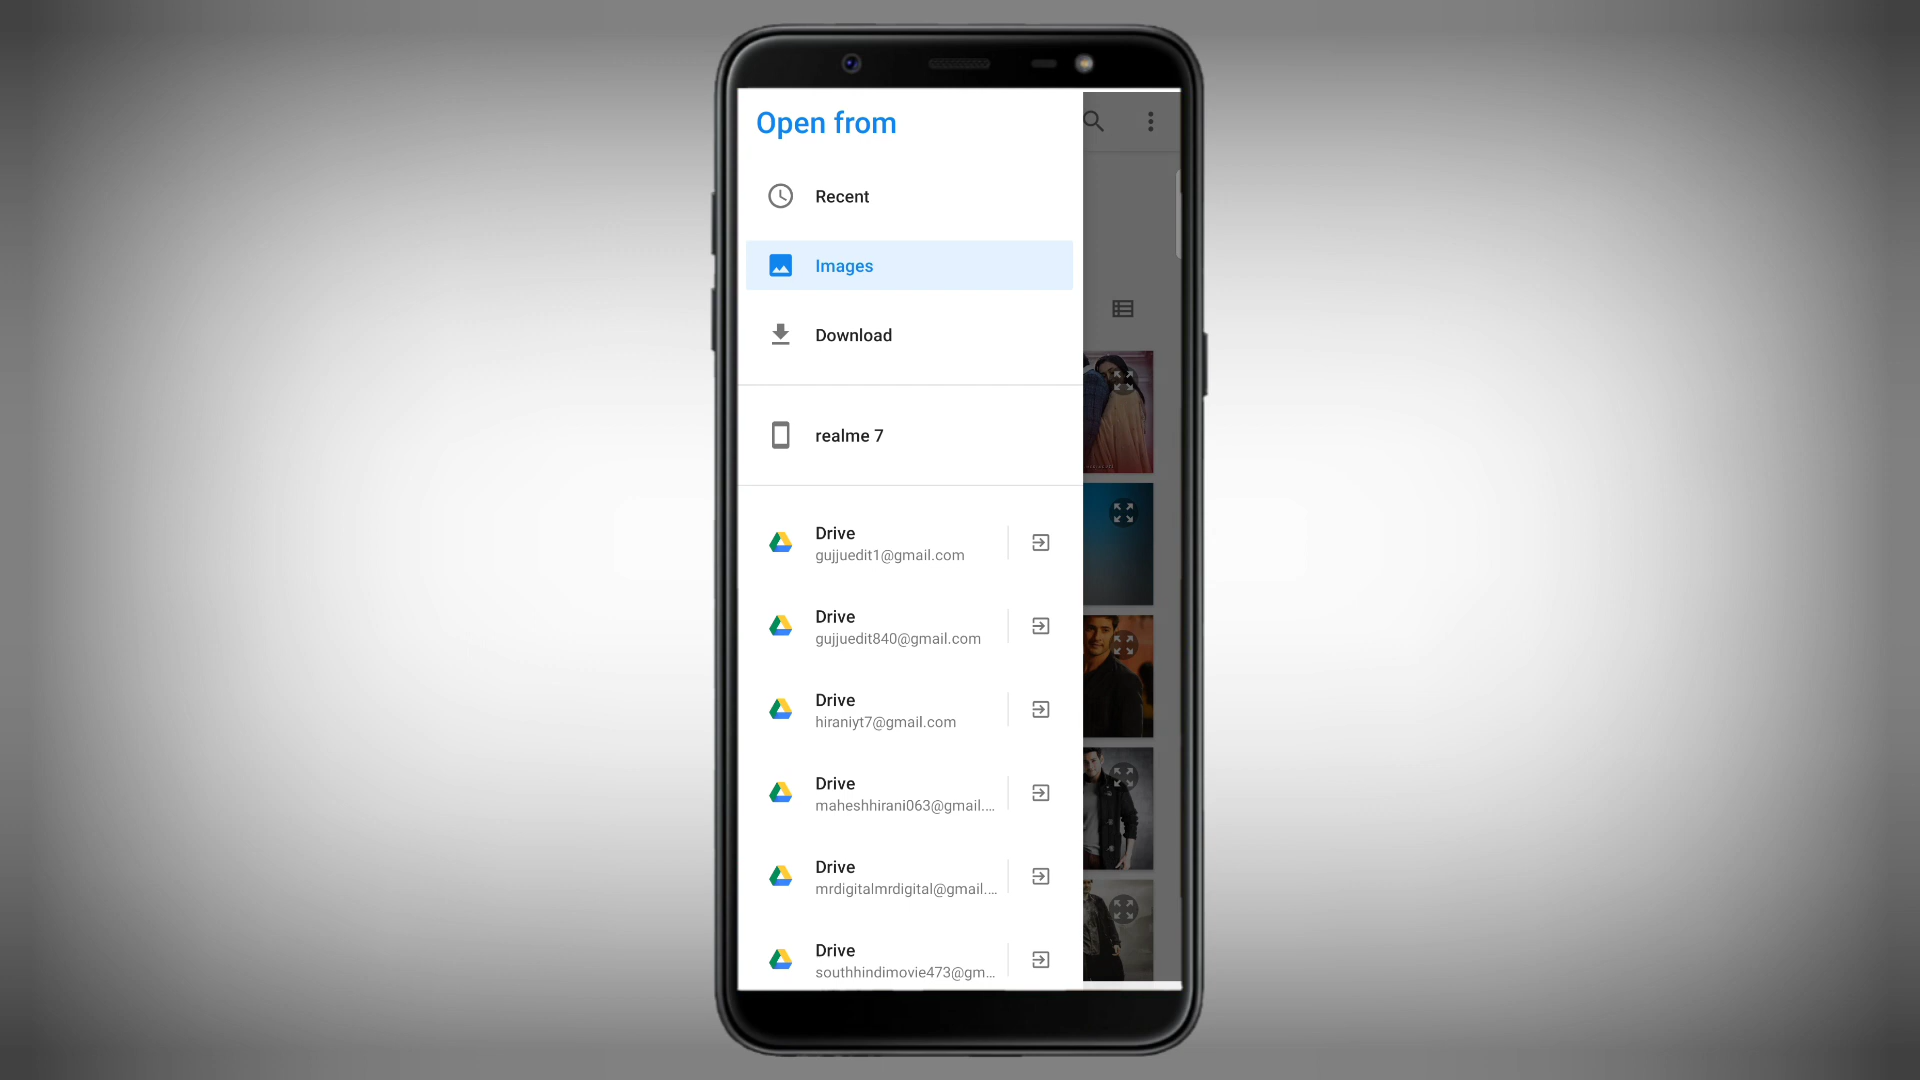 Open from
Recent
Images
Download
realme 7
Drive
gujjuedit1@gmail.com
Drive
gujjuedit840@gmail.com
Drive
hiraniyt7@gmail.com
Drive
maheshhirani063@gmail....
Drive
mrdigitalmrdigital@gmail....
Drive
southhindimovie473@gm...